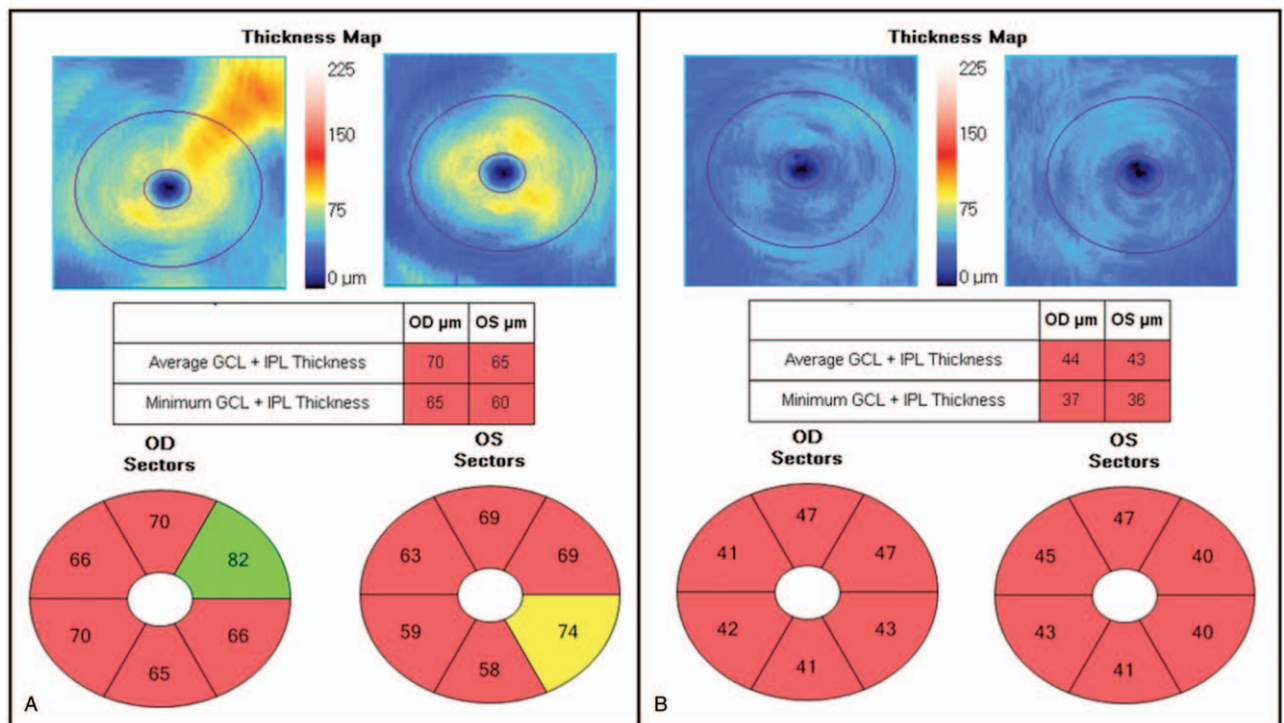 Thickness Map
225
150
75
0 µm
OD µm OS µm
Average GCL + IPL Thickness 70 65
Minimum GCL + IPL Thickness 65 60
OD
Sectors
OS
Sectors
70
66
82
70
66
65
69
63
69
59
74
58
A
Thickness Map
225
150
75
0 µm
OD µm OS µm
Average GCL + IPL Thickness 44 43
Minimum GCL + IPL Thickness 37 36
OD
Sectors
OS
Sectors
47
41
47
42
43
41
47
45
40
43
40
41
B